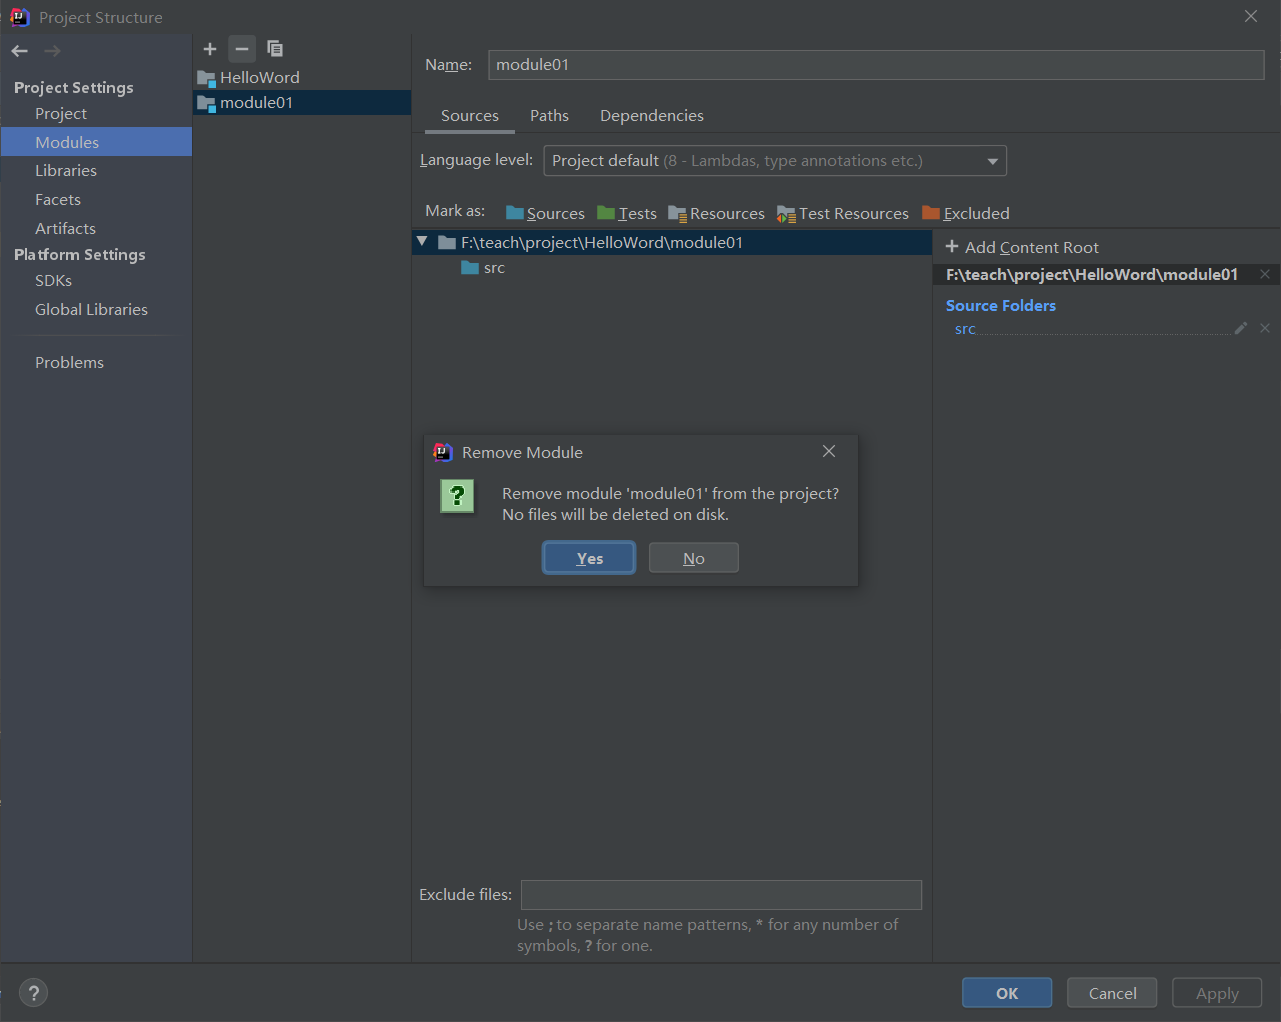 Project Structure
Project Settings
Project
Modules
Libraries
Facets
Artifacts
Platform Settings
SDKs
Global Libraries
Problems
HelloWord
module01
Name: module01
Sources Paths Dependencies
Language level: Project default (8 - Lambdas, type annotations etc.)
Mark as: Sources Tests Resources Test Resources Excluded
F:\teach\project\HelloWord\module01
src
+ Add Content Root
F:\teach\project\HelloWord\module01
Source Folders
src
Remove Module
Remove module 'module01' from the project?
No files will be deleted on disk.
Yes No
Exclude files:
Use ; to separate name patterns, * for any number of
symbols, ? for one.
? OK Cancel Apply